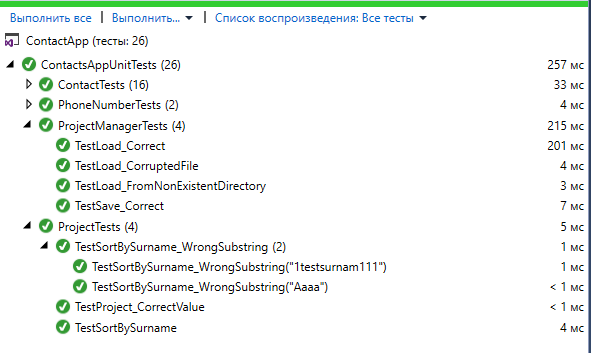 Выполнить все | Выполнить... Список воспроизведения: Все тесты
ContactApp (тесты: 26)
ContactsAppUnitTests (26) 257 мс
ContactTests (16) 33 мс
PhoneNumberTests (2) 4 мс
ProjectManagerTests (4) 215 мс
TestLoad_Correct 201 мс
TestLoad_CorruptedFile 4 мс
TestLoad_FromNonExistentDirectory 3 мс
TestSave_Correct 7 мс
ProjectTests (4) 5 мс
TestSortBySurname_WrongSubstring (2) 1 мс
TestSortBySurname_WrongSubstring("1testsurnam111") 1 мс
TestSortBySurname_WrongSubstring("Aaaa") < 1 мс
TestProject_CorrectValue < 1 мс
TestSortBySurname 4 мс